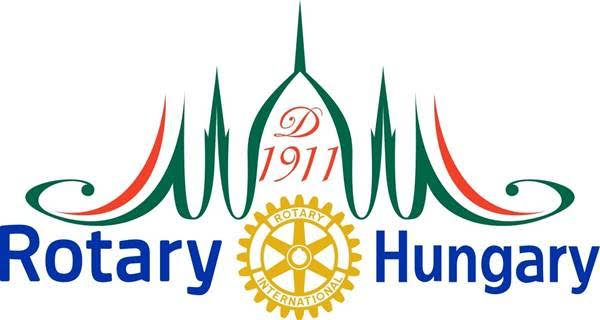 D
1911
Rotary
ROTARY
INTERNATIONAL
Hungary